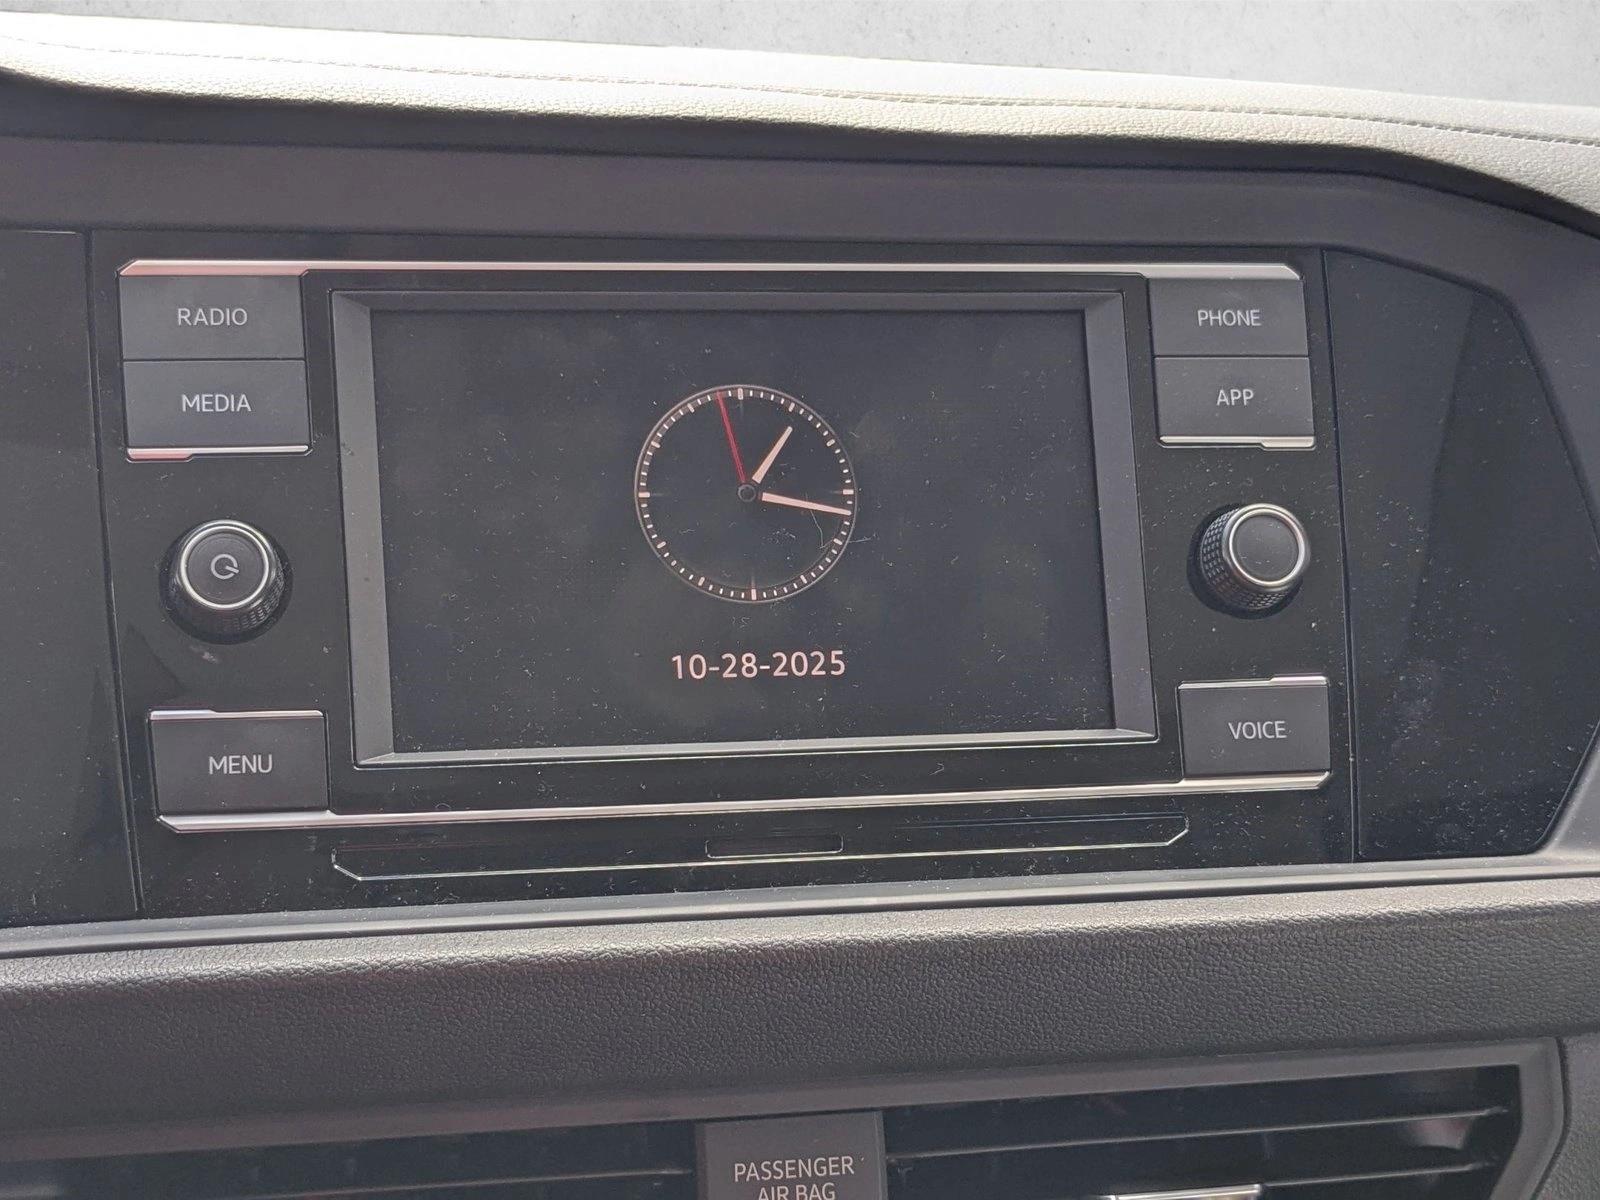 RADIO
MEDIA
MENU
10-28-2025
PHONE
APP
VOICE
PASSENGER
AIR BAG